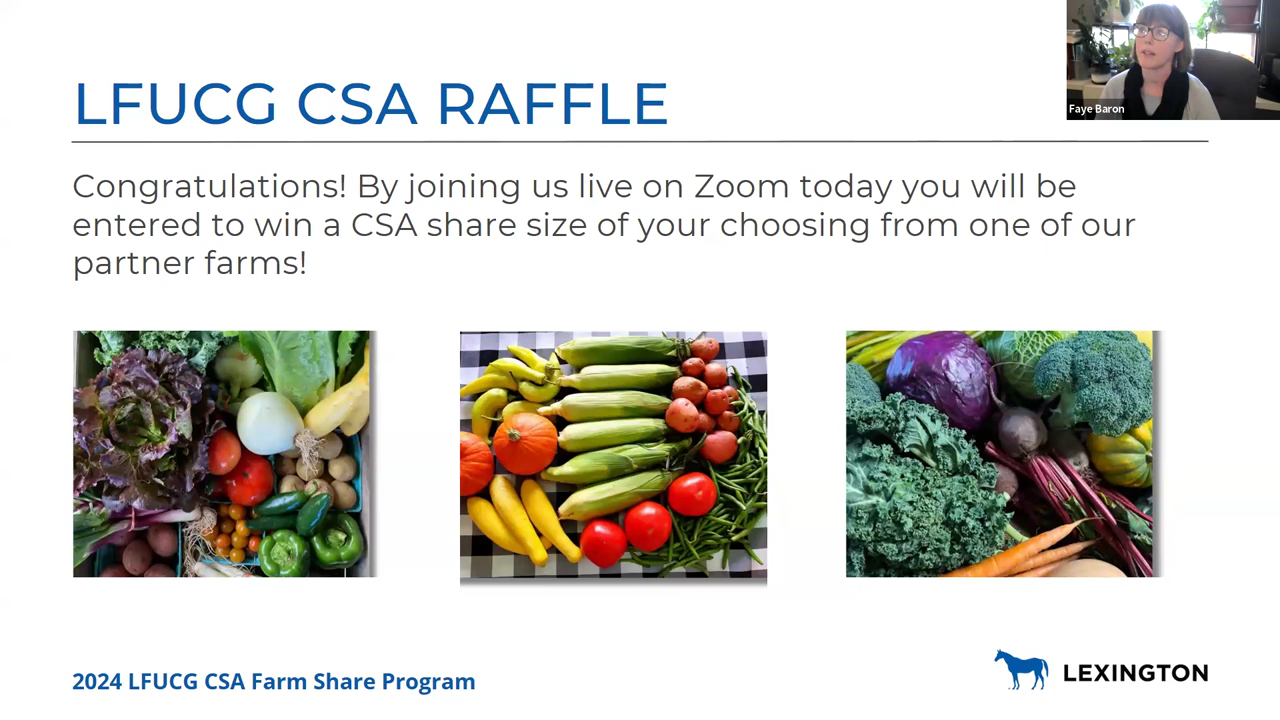 LFUCG CSA RAFFLE
Faye Baron
Congratulations! By joining us live on Zoom today you will be
entered to win a CSA share size of your choosing from one of our
partner farms!
2024 LFUCG CSA Farm Share Program
LEXINGTON